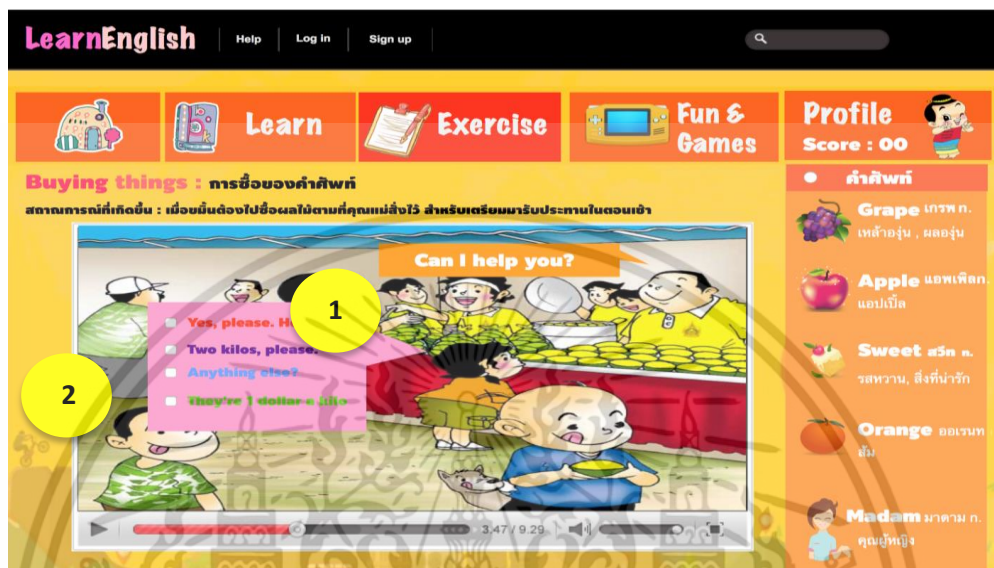 LearnEnglish Help Log in Sign up
Learn
Exercise
Fun &
Games
Profile
Score : 00
Buying things : การซื้อของคำศัพท์
สถานการณ์ที่เกิดขึ้น : เมื่อขมิ้นต้องไปซื้อผลไม้ตามที่คุณแม่สั่งไว้ สำหรับเตรียมมารับประทานในตอนเช้า
Can I help you?
1
Yes, please.
Two kilos, please.
Anything else?
They're 1 dollar a kilo
2
3.47 / 9.29
คำศัพท์
Grape เกรพ n.
เหล้าองุ่น , ผลองุ่น
Apple แอพเพิล n.
แอปเปิ้ล
Sweet สวีท n.
รสหวาน, สิ่งที่น่ารัก
Orange ออเรนท
ส้ม
Madam มาดาม n.
คุณผู้หญิง